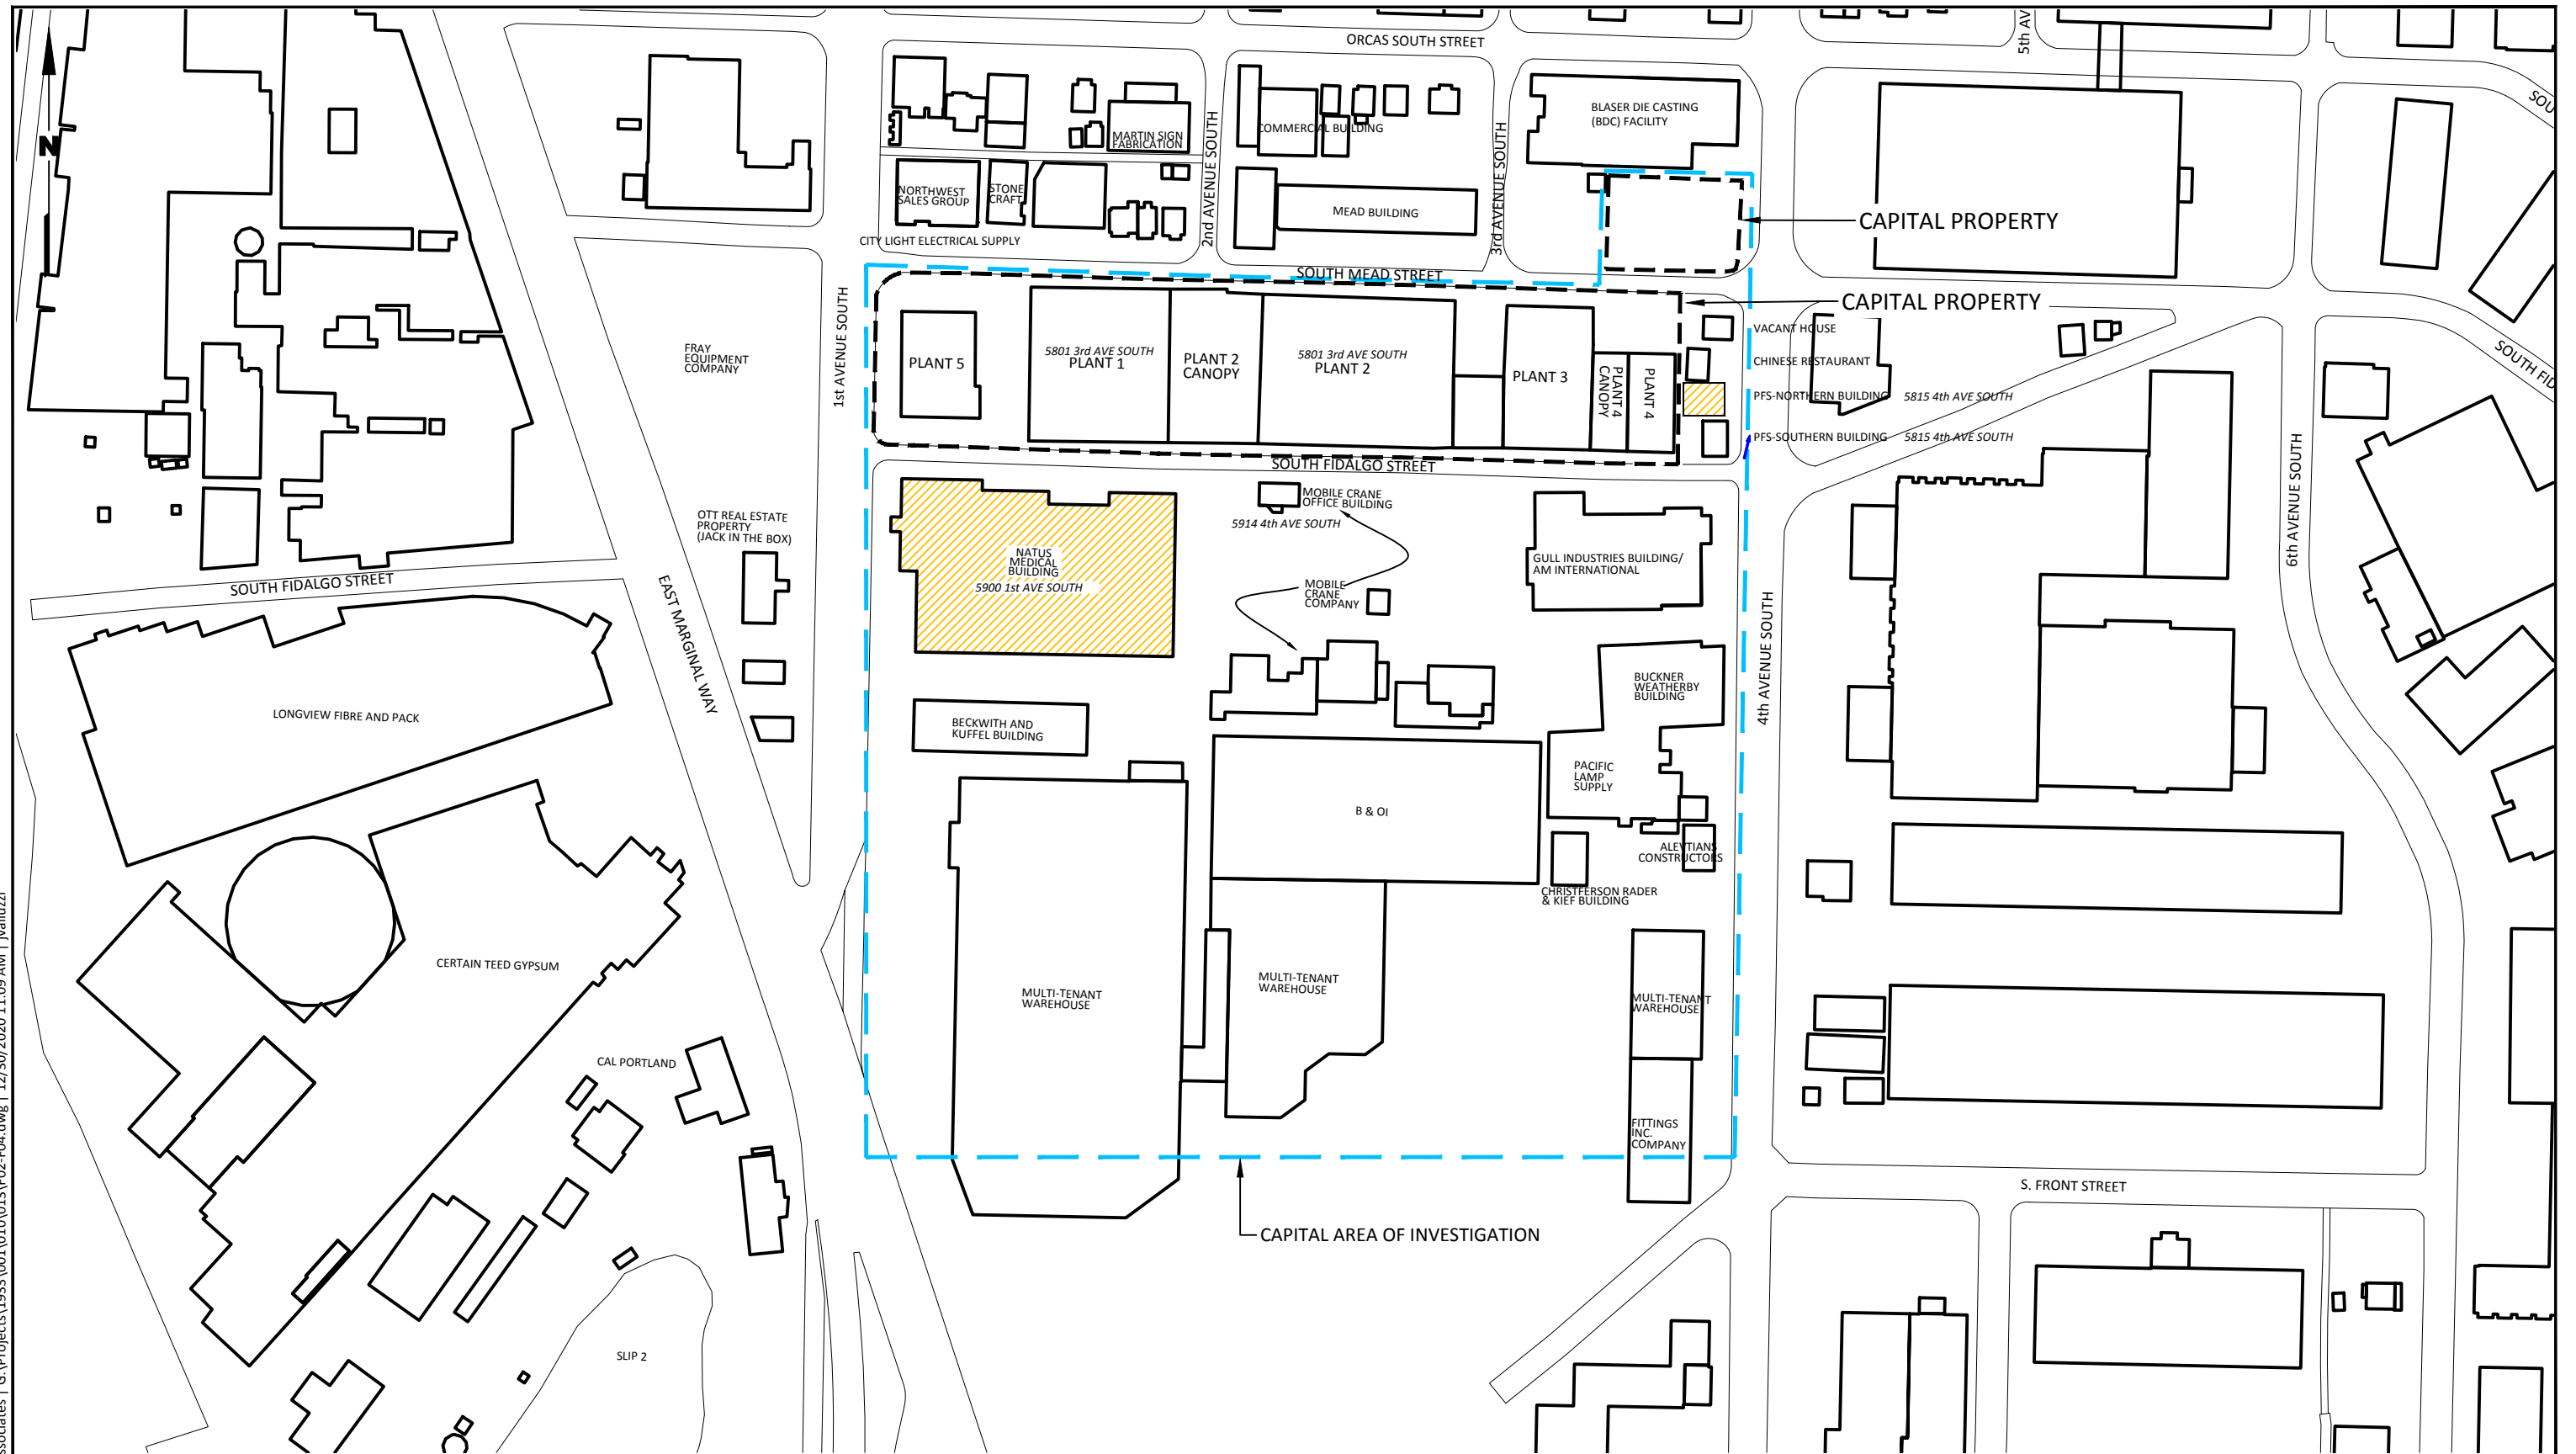 ORCAS SOUTH STREET
5th AV
SOU
N
BLASER DIE CASTING
(BDC) FACILITY
COMMERCIAL BUILDING
MARTIN SIGN
FABRICATION
2nd AVENUE SOUTH
3rd AVENUE SOUTH
NORTHWEST
SALES GROUP
STONE
CRAFT
MEAD BUILDING
CAPITAL PROPERTY
CITY LIGHT ELECTRICAL SUPPLY
SOUTH MEAD STREET
CAPITAL PROPERTY
1st AVENUE SOUTH
FRAY
EQUIPMENT
COMPANY
PLANT 5
5801 3rd AVE SOUTH
PLANT 1
PLANT 2
CANOPY
5801 3rd AVE SOUTH
PLANT 2
PLANT 3
PLANT 4
CANOPY
PLANT 4
VACANT HOUSE
CHINESE RESTAURANT
PFS-NORTHERN BUILDING
5815 4th AVE SOUTH
PFS-SOUTHERN BUILDING
5815 4th AVE SOUTH
SOUTH FID
SOUTH FIDALGO STREET
6th AVENUE SOUTH
OTT REAL ESTATE
PROPERTY
(JACK IN THE BOX)
MOBILE CRANE
OFFICE BUILDING
5914 4th AVE SOUTH
NATUS
MEDICAL
BUILDING
5900 1st AVE SOUTH
GULL INDUSTRIES BUILDING/
AM INTERNATIONAL
MOBILE
CRANE
COMPANY
SOUTH FIDALGO STREET
EAST MARGINAL WAY
4th AVENUE SOUTH
BUCKNER
WEATHERBY
BUILDING
LONGVIEW FIBRE AND PACK
BECKWITH AND
KUFFEL BUILDING
PACIFIC
LAMP
SUPPLY
B & OI
ALEVTIANS
CONSTRUCTORS
CHRISTFERSON RADER
& KIEF BUILDING
CERTAIN TEED GYPSUM
MULTI-TENANT
WAREHOUSE
MULTI-TENANT
WAREHOUSE
MULTI-TENANT
WAREHOUSE
CAL PORTLAND
FITTINGS
INC.
COMPANY
S. FRONT STREET
CAPITAL AREA OF INVESTIGATION
SLIP 2